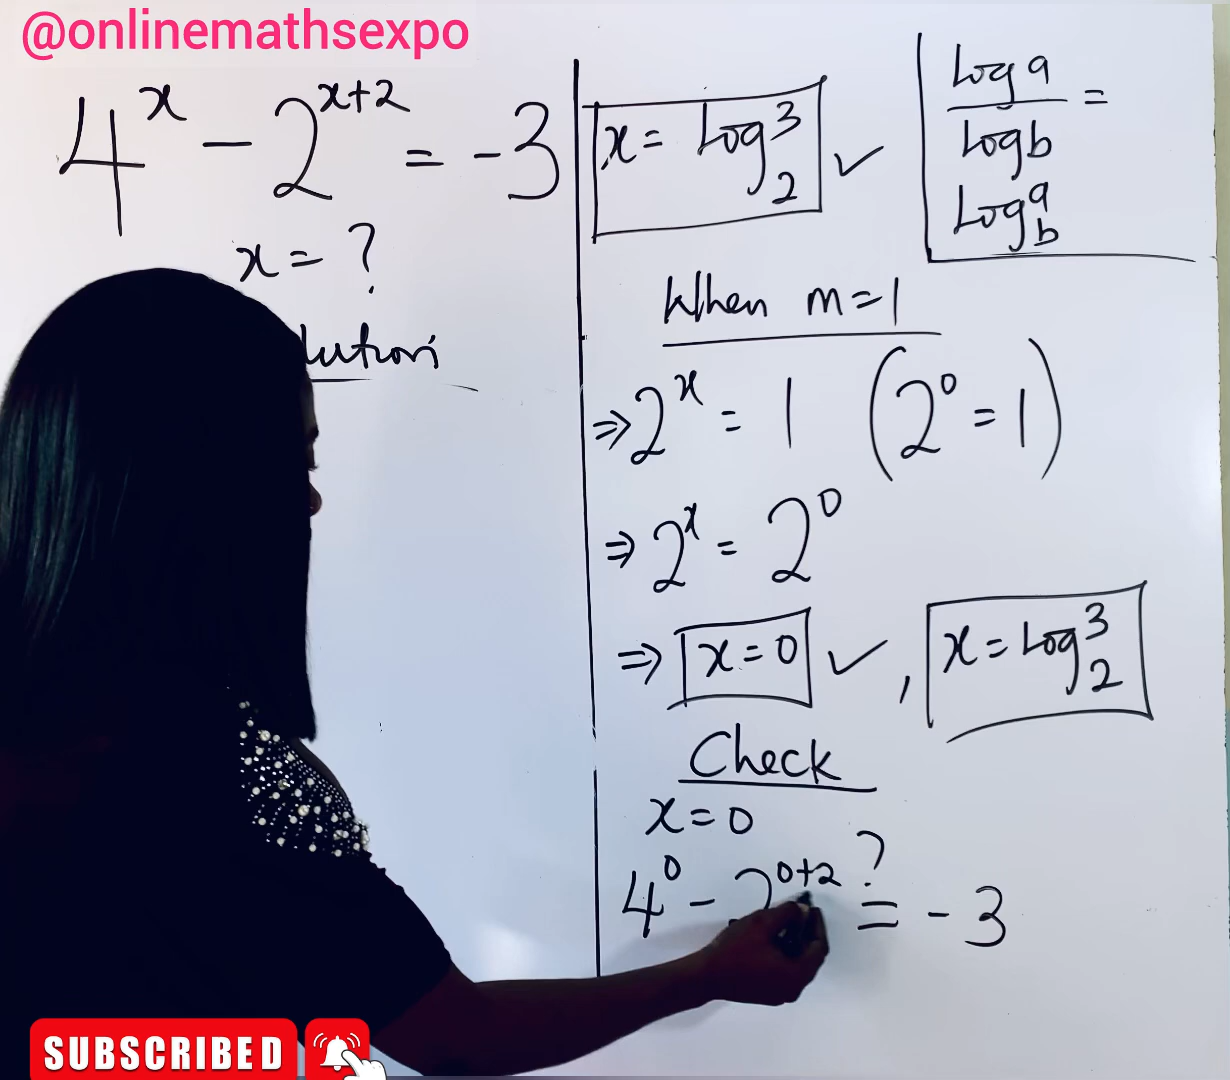 @onlinemathsexpo
4^x - 2^{x+2} = -3
x = ?
lution
x = Log_2^3 ✓
Log a
Log b
=
Log_b^a
When m=1
⇒ 2^x = 1 (2^0 = 1)
⇒ 2^x = 2^0
⇒ x = 0 ✓, x = Log_2^3
Check
x = 0
4^0 - 2^{0+2} ?= -3
SUBSCRIBED